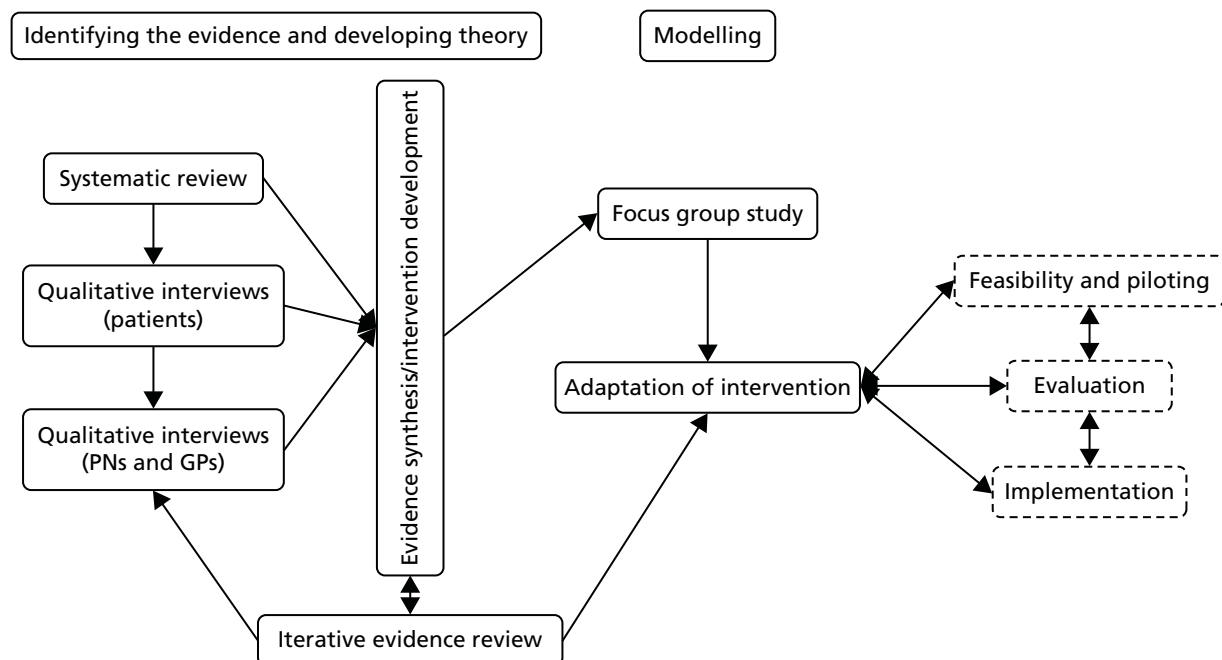 Identifying the evidence and developing theory
Modelling
Systematic review
Qualitative interviews
(patients)
Qualitative interviews
(PNs and GPs)
Evidence synthesis/intervention development
Iterative evidence review
Focus group study
Adaptation of intervention
Feasibility and piloting
Evaluation
Implementation